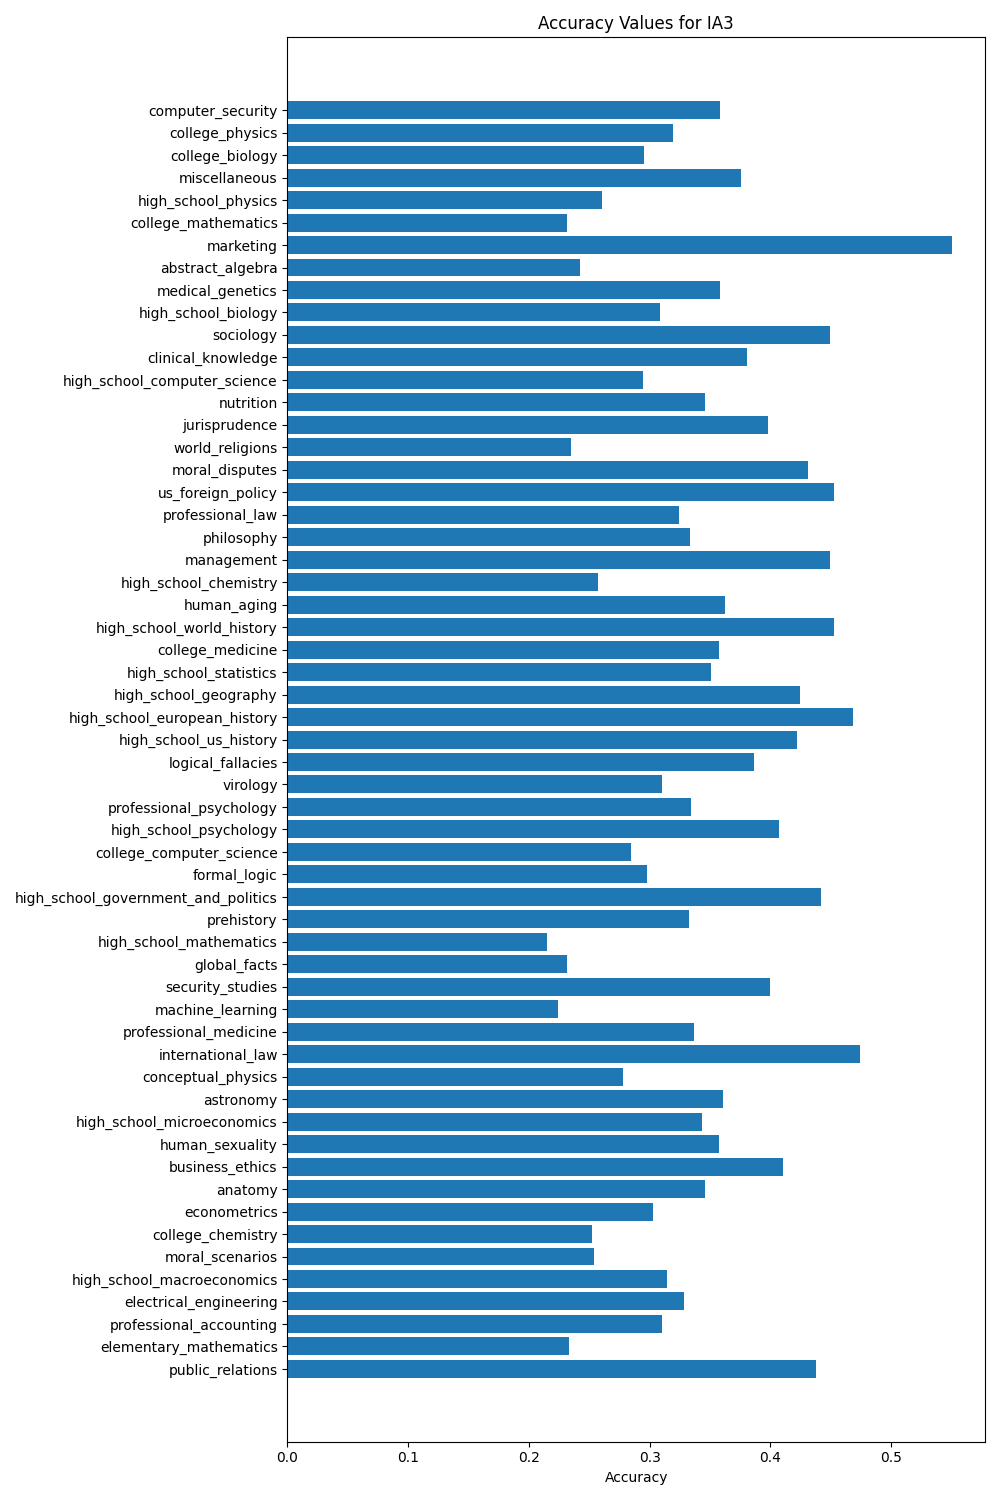 Accuracy Values for IA3
computer_security
college_physics
college_biology
miscellaneous
high_school_physics
college_mathematics
marketing
abstract_algebra
medical_genetics
high_school_biology
sociology
clinical_knowledge
high_school_computer_science
nutrition
jurisprudence
world_religions
moral_disputes
us_foreign_policy
professional_law
philosophy
management
high_school_chemistry
human_aging
high_school_world_history
college_medicine
high_school_statistics
high_school_geography
high_school_european_history
high_school_us_history
logical_fallacies
virology
professional_psychology
high_school_psychology
college_computer_science
formal_logic
high_school_government_and_politics
prehistory
high_school_mathematics
global_facts
security_studies
machine_learning
professional_medicine
international_law
conceptual_physics
astronomy
high_school_microeconomics
human_sexuality
business_ethics
anatomy
econometrics
college_chemistry
moral_scenarios
high_school_macroeconomics
electrical_engineering
professional_accounting
elementary_mathematics
public_relations
0.0 0.1 0.2 0.3 0.4 0.5
Accuracy